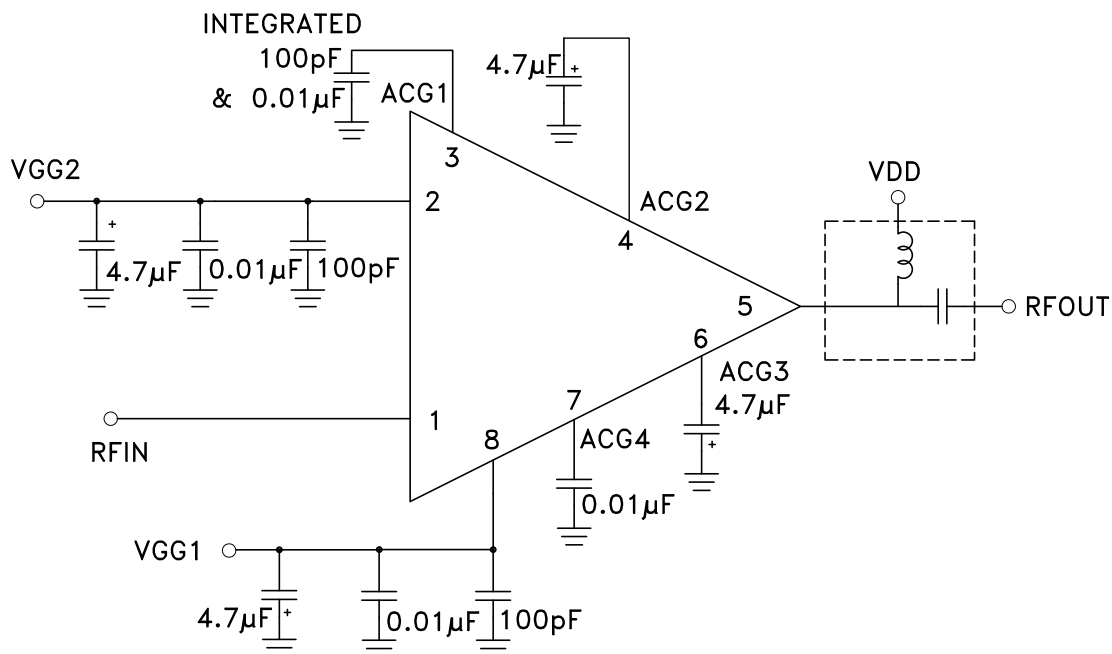 INTEGRATED
100pF
& 0.01µF
ACG1
4.7µF
+
3
VGG2
2
ACG2
4
VDD
+
4.7µF
0.01µF
100pF
5
RFOUT
6
ACG3
4.7µF
+
1
RFIN
7
ACG4
0.01µF
8
VGG1
4.7µF
+
0.01µF
100pF